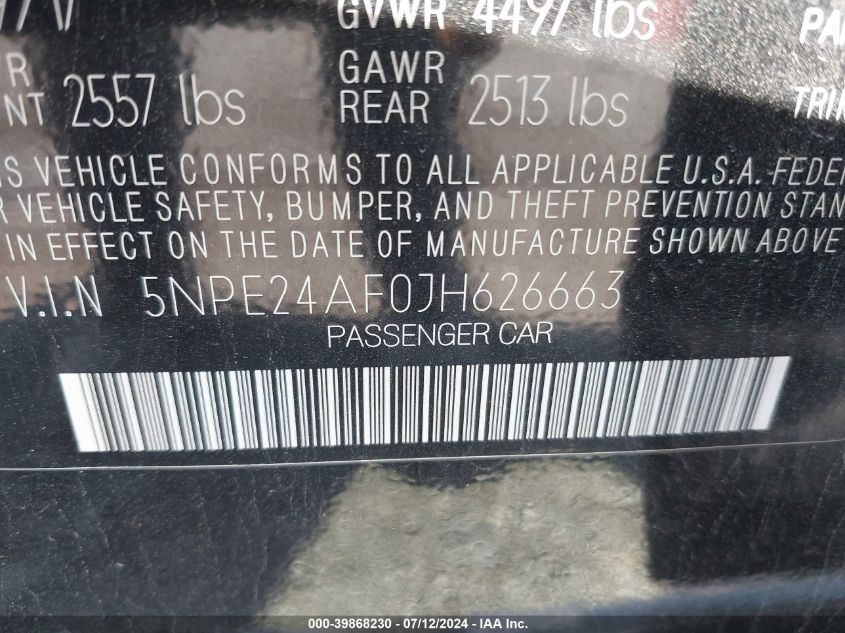 GVWR 4497 lbs
GAWR
2557 lbs REAR 2513 lbs
VEHICLE CONFORMS TO ALL APPLICABLE U.S.A. FEDER
VEHICLE SAFETY, BUMPER, AND THEFT PREVENTION STAN
IN EFFECT ON THE DATE OF MANUFACTURE SHOWN ABOVE
V.I.N 5NPE24AF0JH626663
PASSENGER CAR
000-39868230 - 07/12/2024 - IAA Inc.